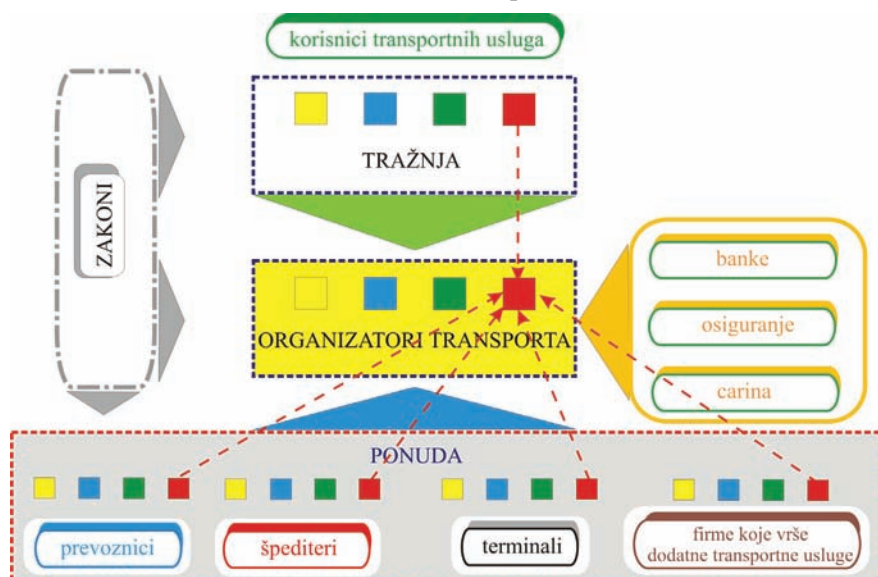 korisnici transportnih usluga
TRAŽNJA
ZAKONI
banke
ORGANIZATORI TRANSPORTA
osiguranje
carina
PONUDA
prevoznici
špediteri
terminali
firme koje vrše
dodatne transportne usluge